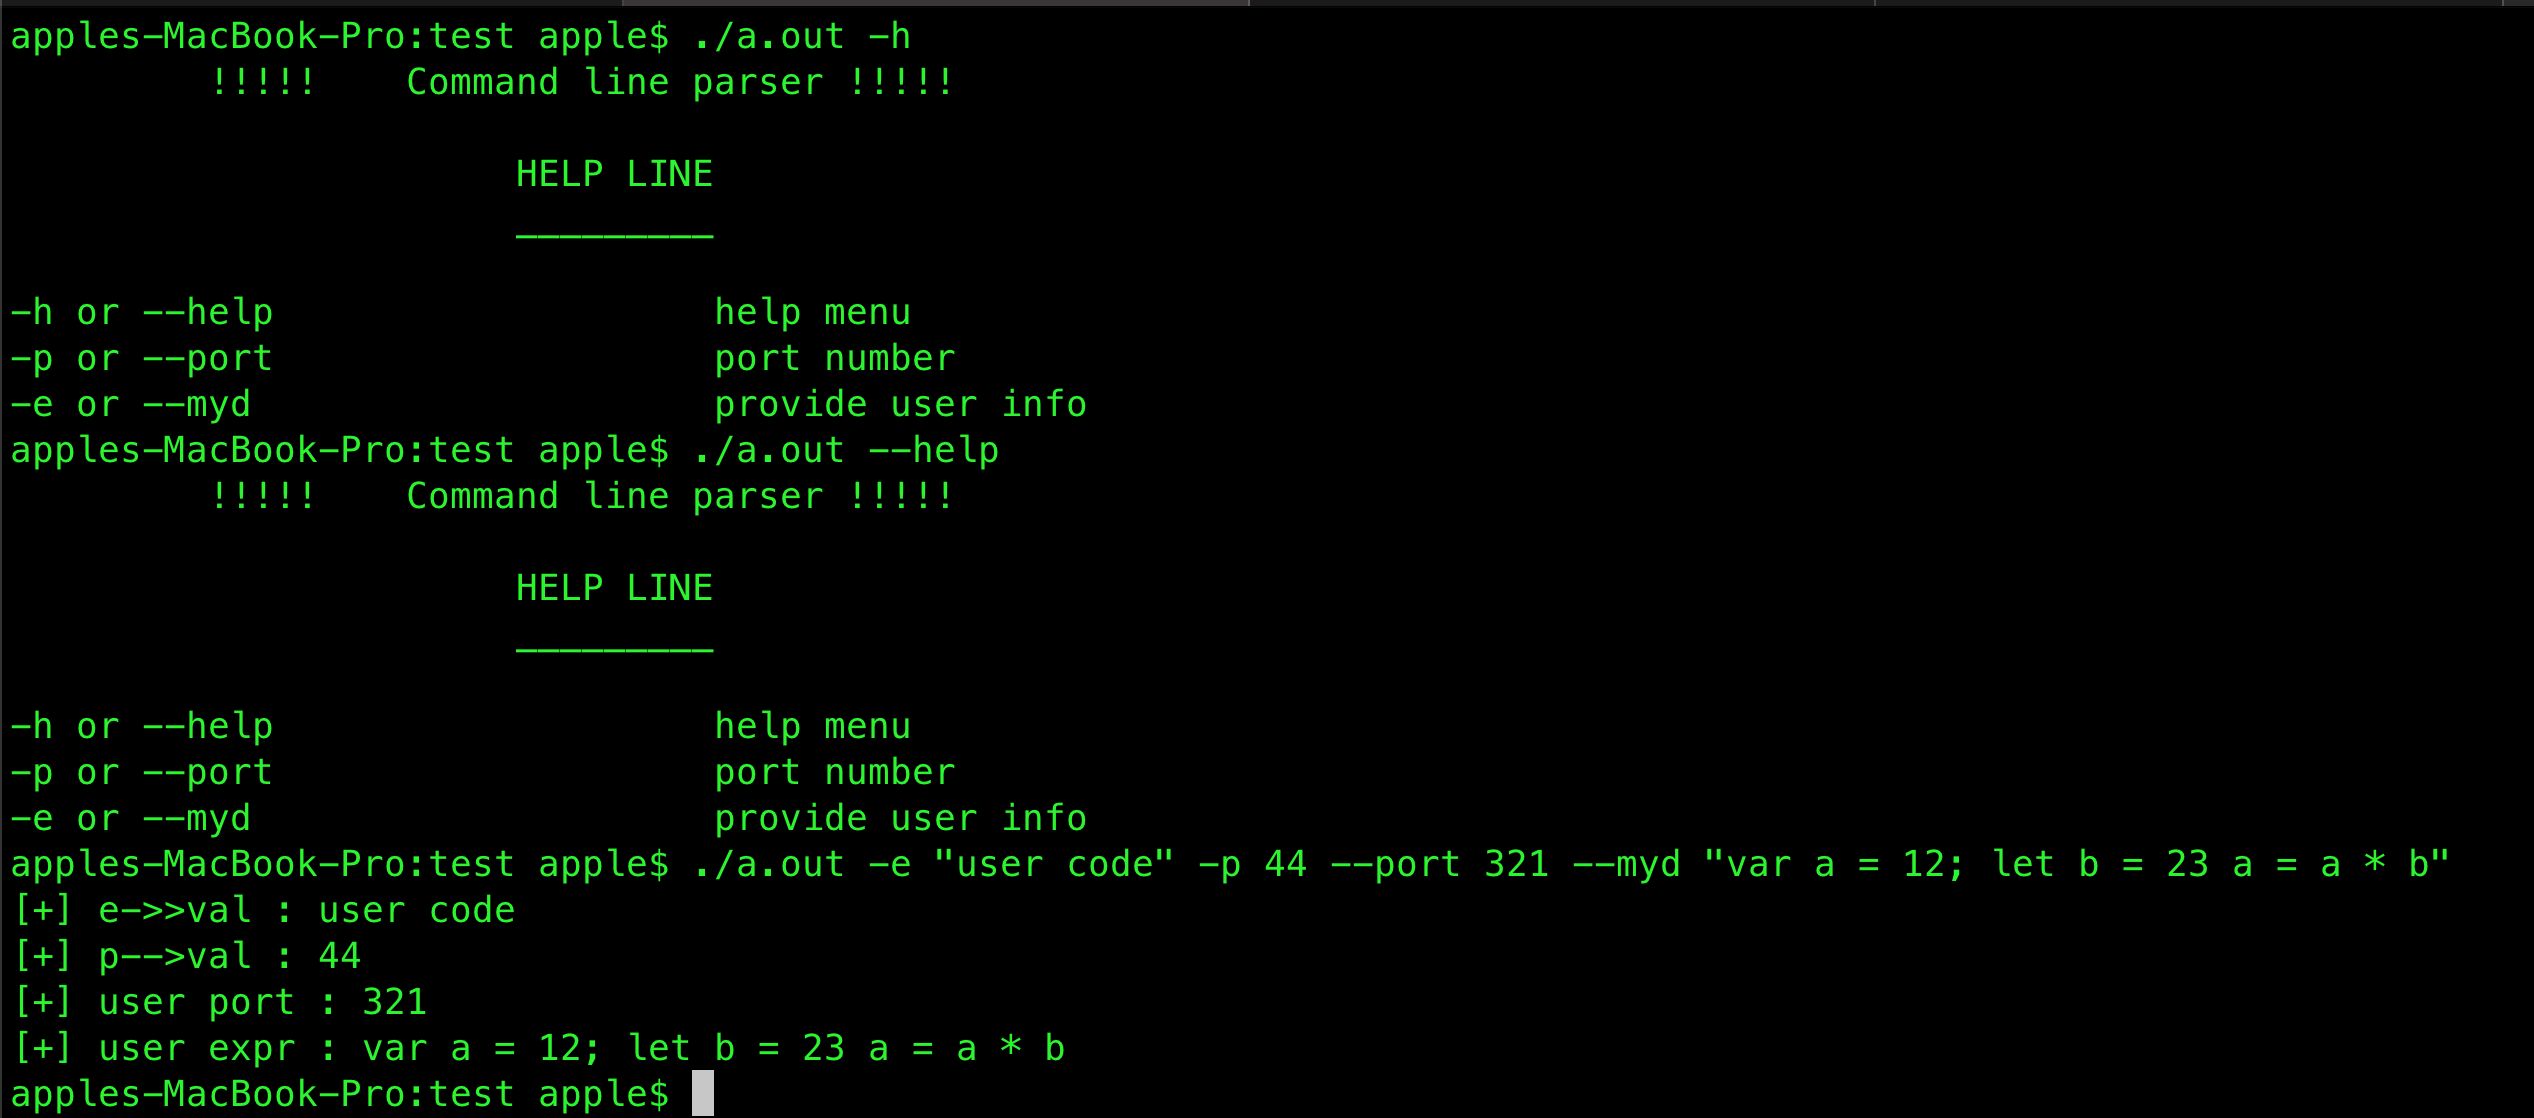 apples-MacBook-Pro:test apple$ ./a.out -h
!!!!! Command line parser !!!!!
HELP LINE
_________
-h or --help help menu
-p or --port port number
-e or --myd provide user info
apples-MacBook-Pro:test apple$ ./a.out --help
!!!!! Command line parser !!!!!
HELP LINE
_________
-h or --help help menu
-p or --port port number
-e or --myd provide user info
apples-MacBook-Pro:test apple$ ./a.out -e "user code" -p 44 --port 321 --myd "var a = 12; let b = 23 a = a * b"
[+] e->>val : user code
[+] p-->val : 44
[+] user port : 321
[+] user expr : var a = 12; let b = 23 a = a * b
apples-MacBook-Pro:test apple$